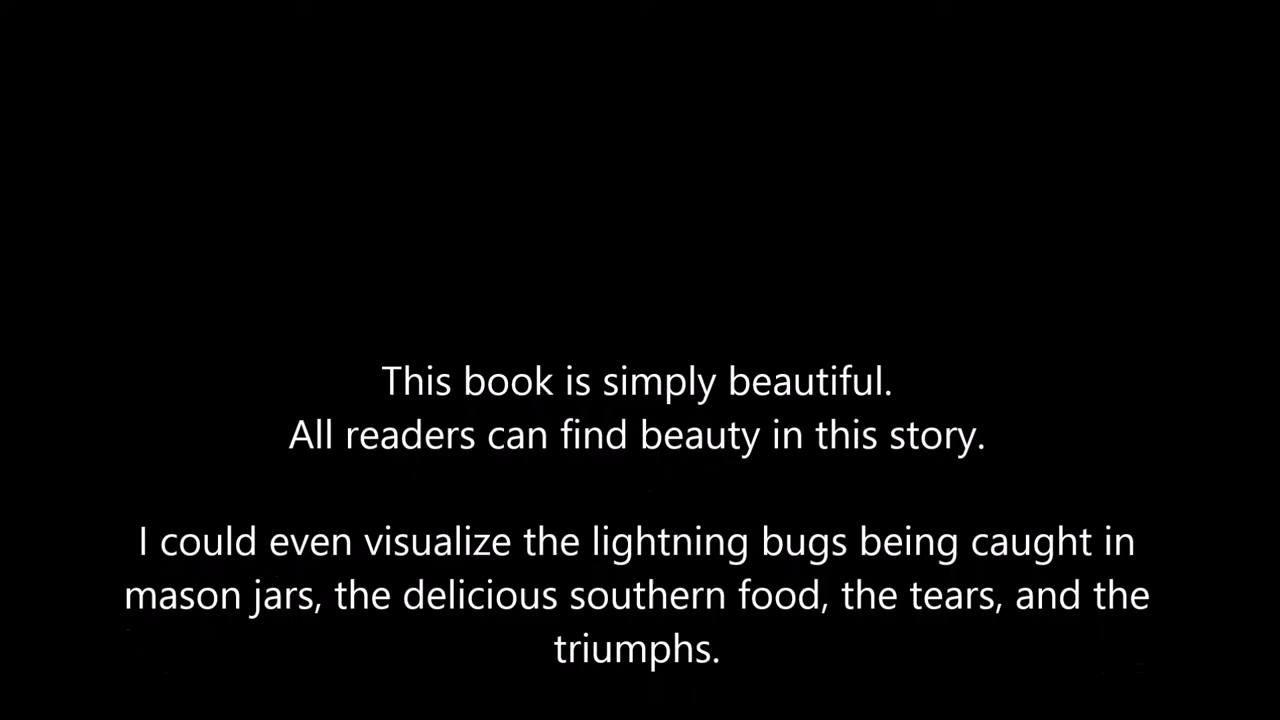 This book is simply beautiful.
All readers can find beauty in this story.
I could even visualize the lightning bugs being caught in
mason jars, the delicious southern food, the tears, and the
triumphs.